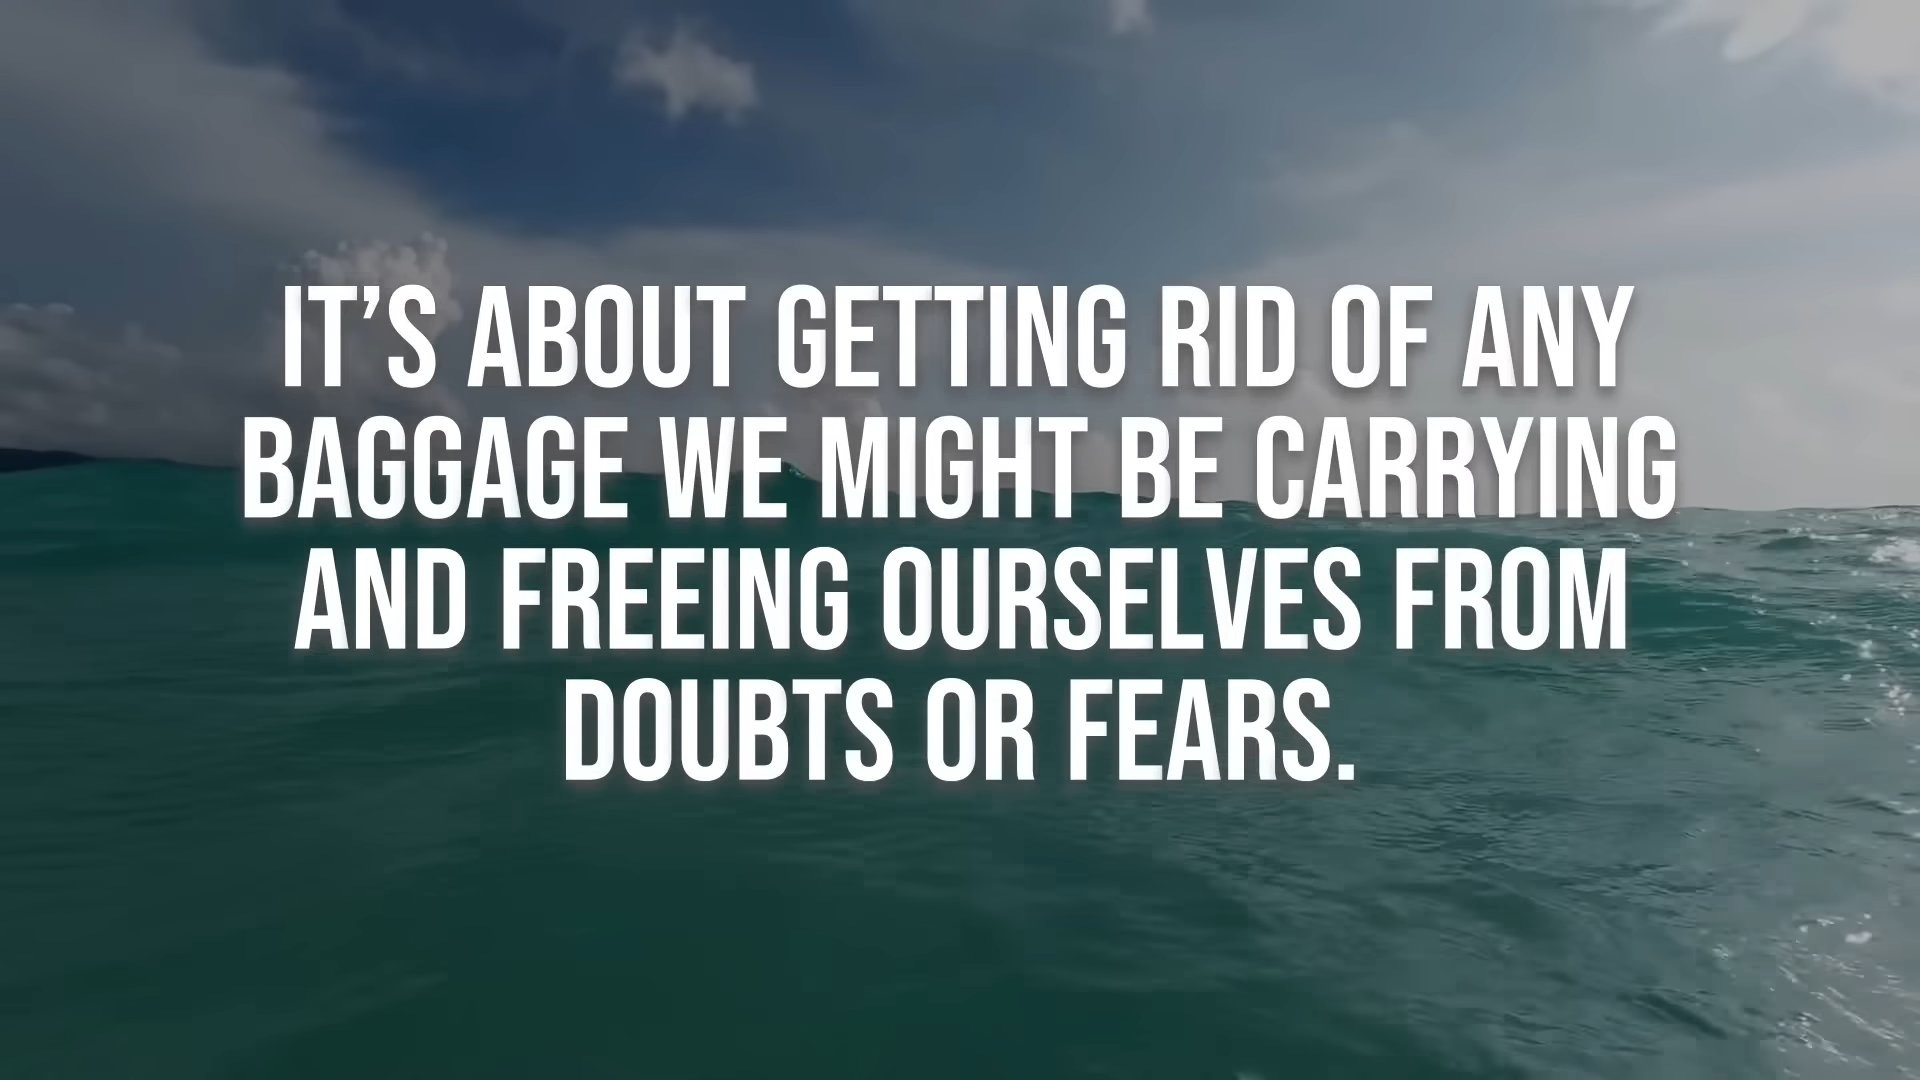 IT’S ABOUT GETTING RID OF ANY
BAGGAGE WE MIGHT BE CARRYING
AND FREEING OURSELVES FROM
DOUBTS OR FEARS.